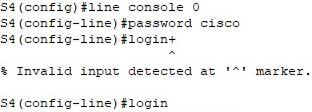 S4(config)#line console 0
S4(config-line)#password cisco
S4(config-line)#login+
^
% Invalid input detected at '^' marker.
S4(config-line)#login